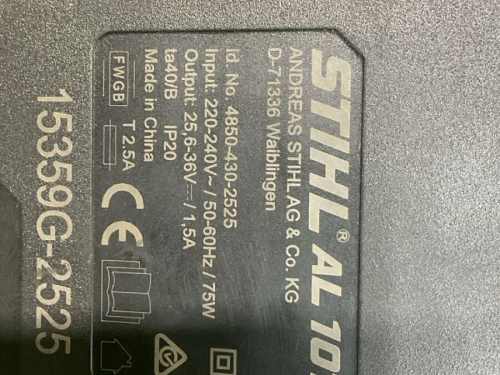 STIHL® AL 10
ANDREAS STIHL AG & Co. KG
D-71336 Waiblingen
Id. No. 4850-430-2525
Input: 220-240V~ / 50-60Hz / 75W
Output: 25,6-36V⎓ / 1,5A
ta40/B IP20
Made in China
FWGB T 2.5A
CE
15359G-2525